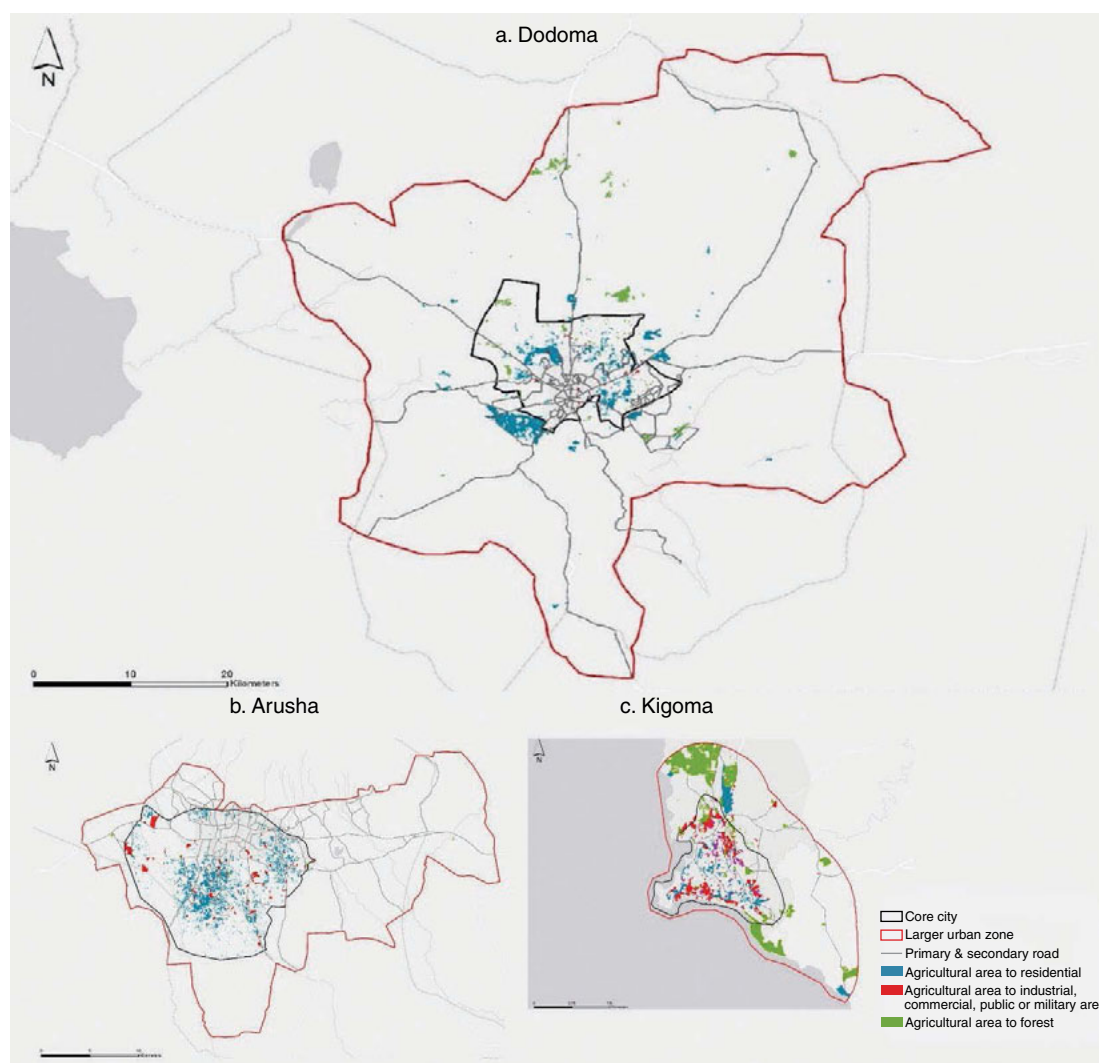 a. Dodoma
N
0 10 20
Kilometers
b. Arusha
c. Kigoma
N
N
Core city
Larger urban zone
Primary & secondary road
Agricultural area to residential
Agricultural area to industrial,
commercial, public or military are
Agricultural area to forest